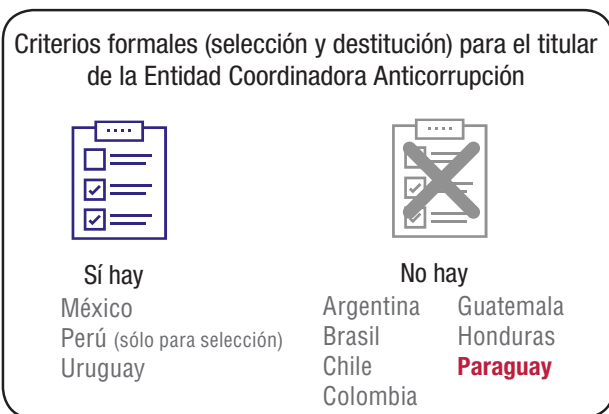 Criterios formales (selección y destitución) para el titular
de la Entidad Coordinadora Anticorrupción
Sí hay
México
Perú (sólo para selección)
Uruguay
No hay
Argentina
Brasil
Chile
Colombia
Guatemala
Honduras
Paraguay